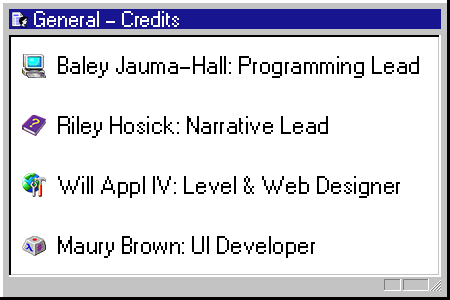 General - Credits
Baley Jauma-Hall: Programming Lead
Riley Hosick: Narrative Lead
Will Appl IV: Level & Web Designer
Maury Brown: UI Developer